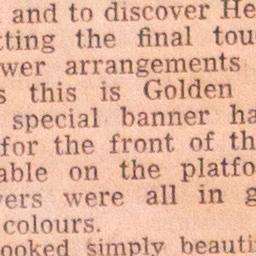 and to discover He
tting the final tou
wer arrangements
s this is Golden
special banner ha
for the front of th
able on the platfo
vers were all in g
colours.
ooked simply beauti